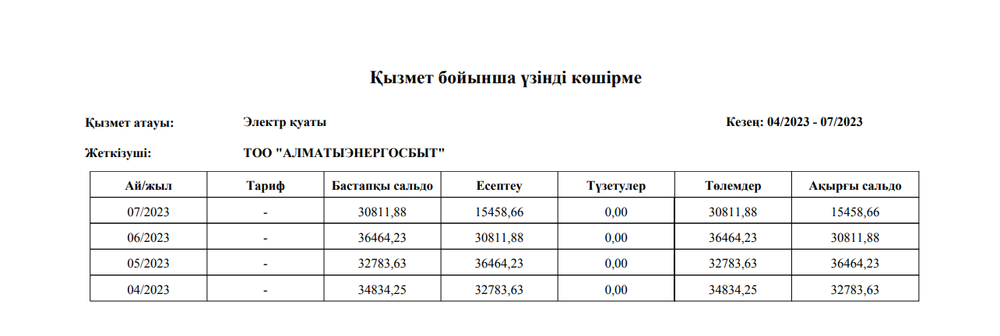 Қызмет бойынша үзінді көшірме
Қызмет атауы: Электр қуаты Кезең: 04/2023 - 07/2023
Жеткізуші: ТОО "АЛМАТЫЭНЕРГОСБЫТ"
Ай/жыл Тариф Бастапқы сальдо Есептеу Түзетулер Төлемдер Ақырғы сальдо
07/2023 - 30811,88 15458,66 0,00 30811,88 15458,66
06/2023 - 36464,23 30811,88 0,00 36464,23 30811,88
05/2023 - 32783,63 36464,23 0,00 32783,63 36464,23
04/2023 - 34834,25 32783,63 0,00 34834,25 32783,63